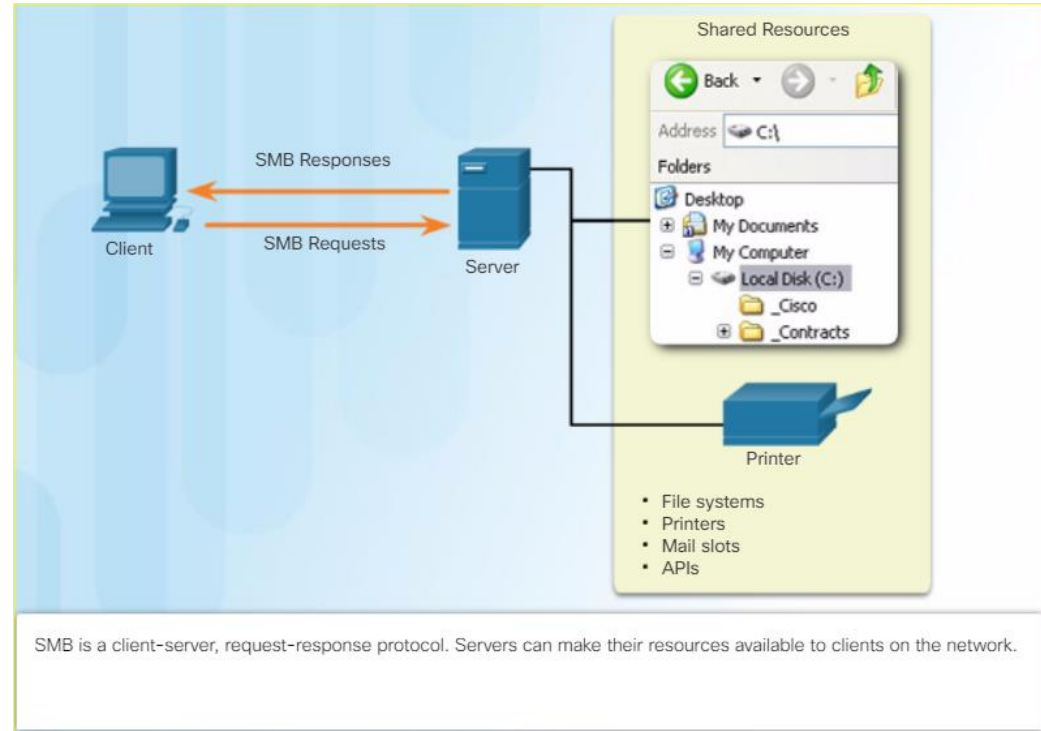 Shared Resources
Back
Address C:\
Folders
Desktop
My Documents
My Computer
Local Disk (C:)
_Cisco
_Contracts
SMB Responses
SMB Requests
Client
Server
Printer
• File systems
• Printers
• Mail slots
• APIs
SMB is a client-server, request-response protocol. Servers can make their resources available to clients on the network.